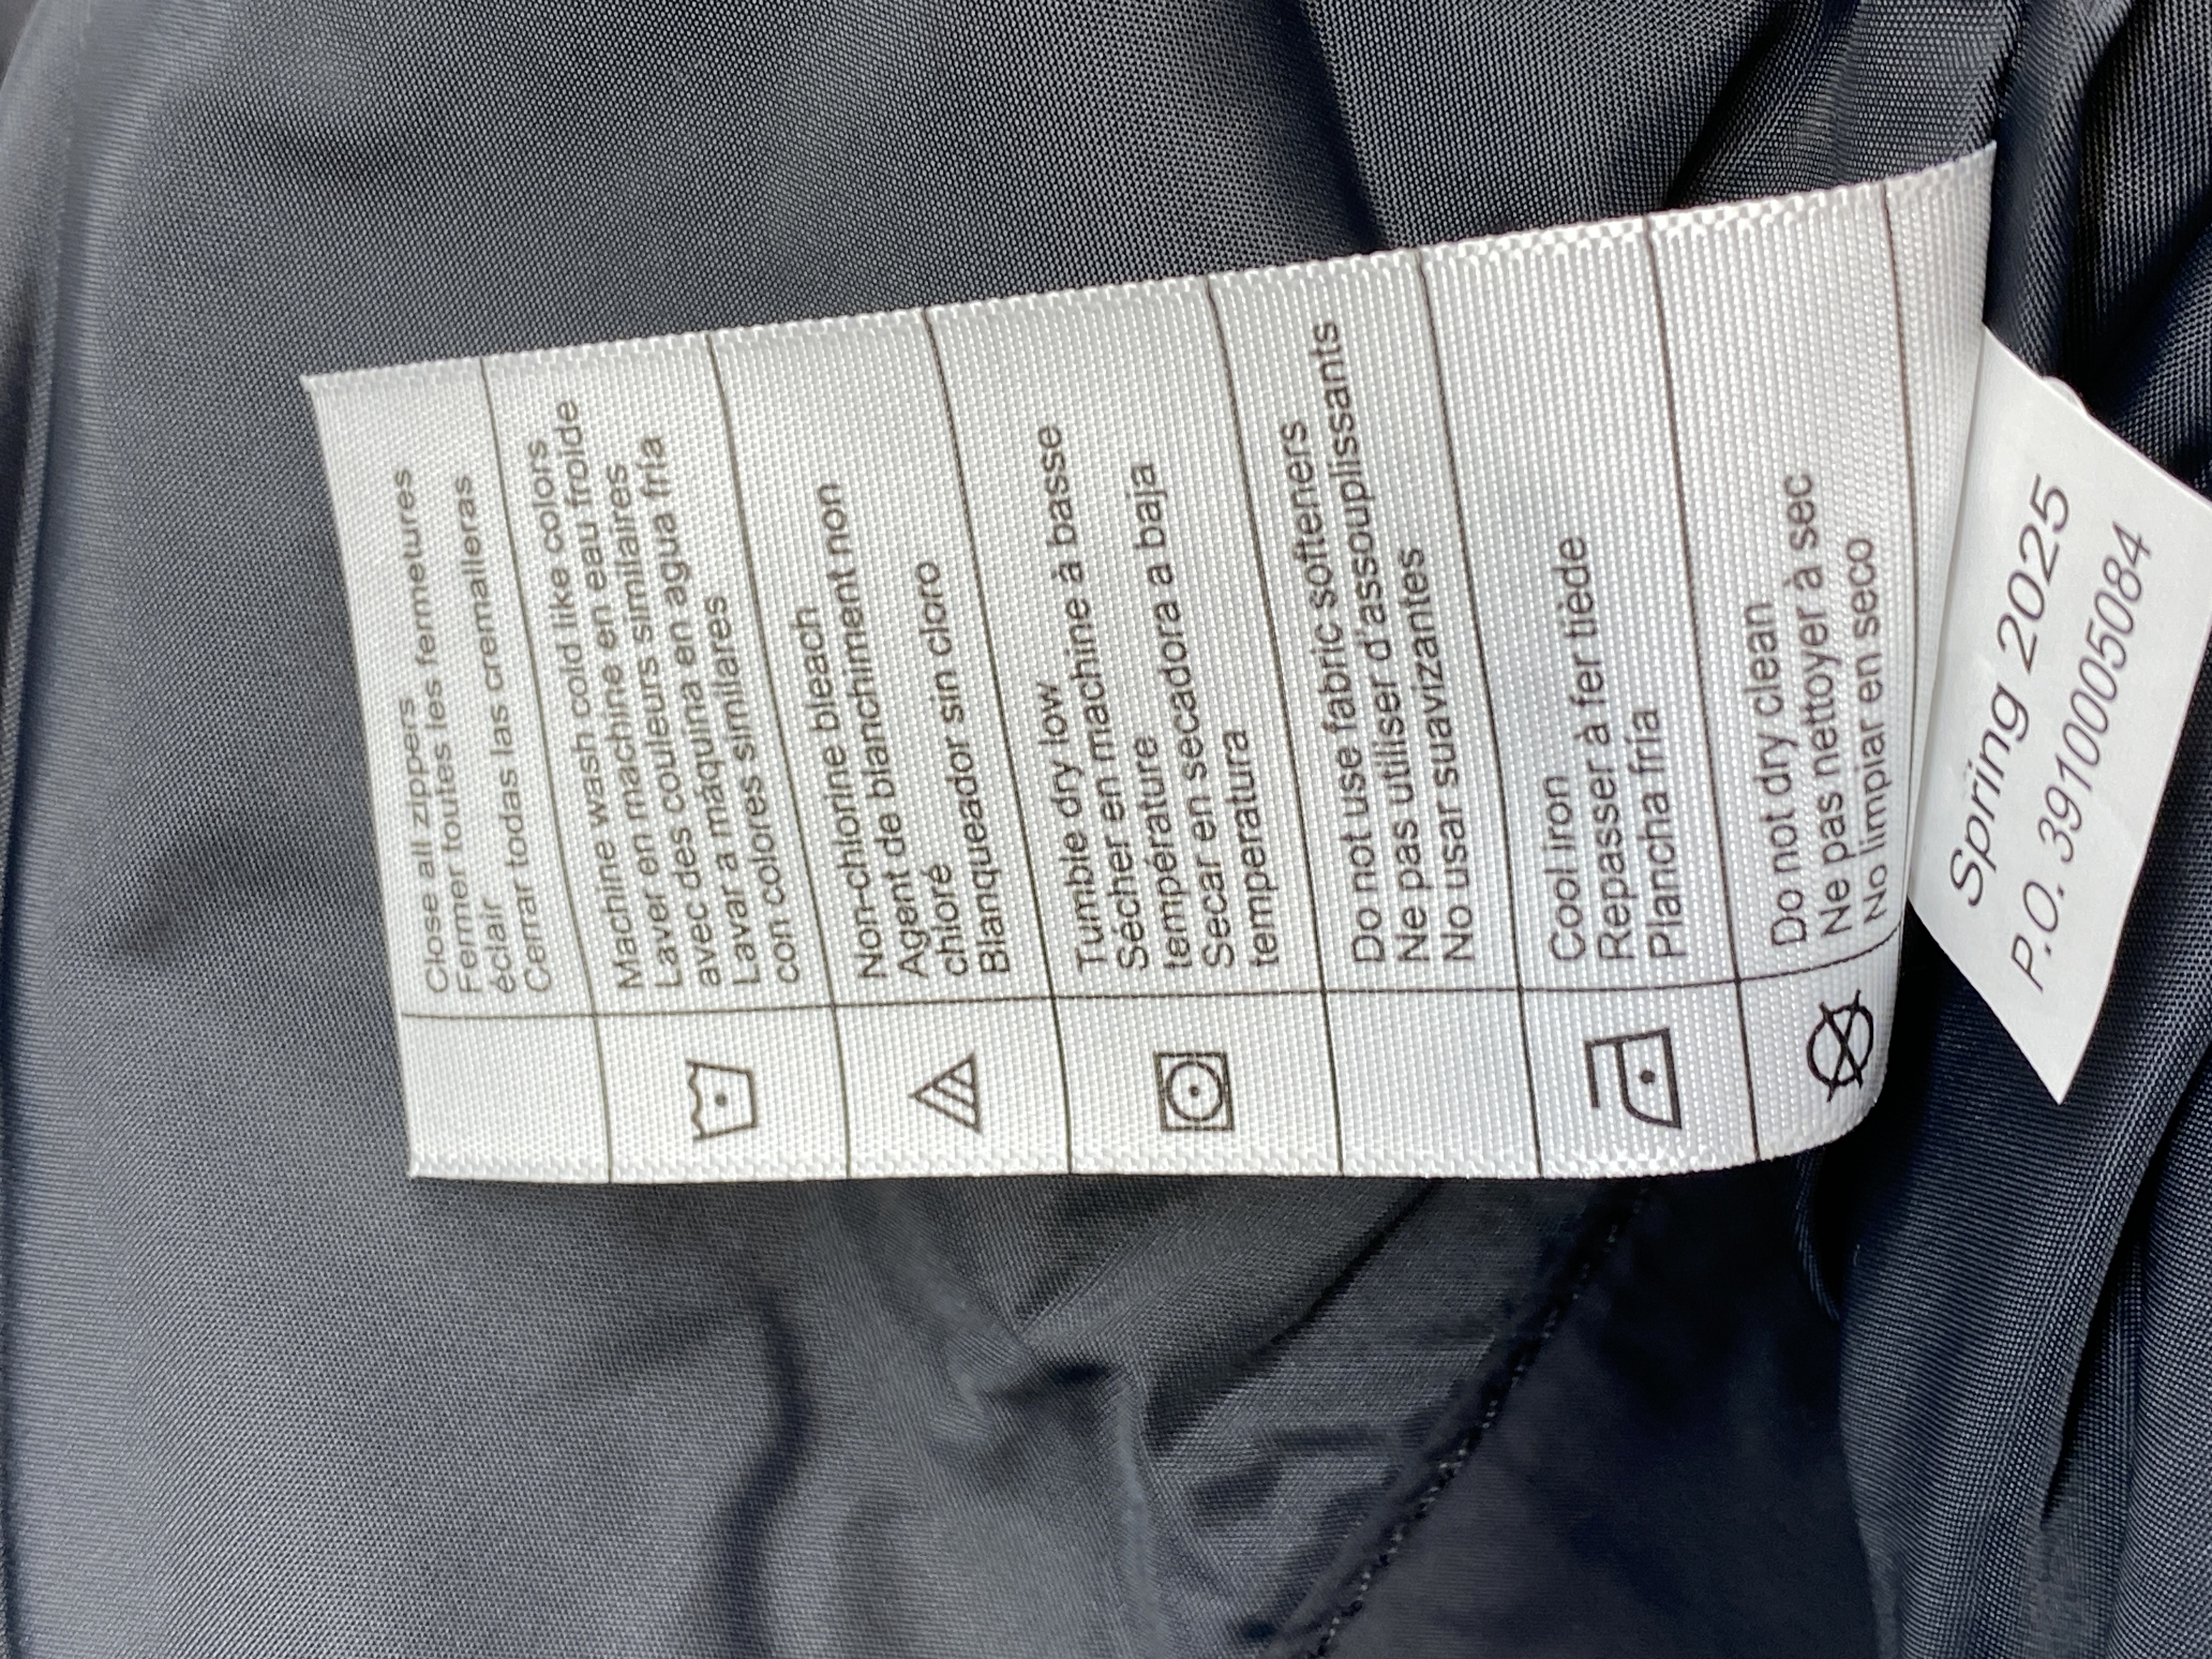 Close all zippers
Fermer toutes les fermetures
éclair
Cerrar todas las cremalleras
Machine wash cold like colors
Laver en machine en eau froide
avec des couleurs similaires
Lavar a máquina en agua fría
con colores similares
Non-chlorine bleach
Agent de blanchiment non
chloré
Blanqueador sin cloro
Tumble dry low
Sécher en machine à basse
température
Secar en secadora a baja
temperatura
Do not use fabric softeners
Ne pas utiliser d'assouplissants
No usar suavizantes
Cool iron
Repasser à fer tiède
Plancha fría
Do not dry clean
Ne pas nettoyer à sec
No limpiar en seco
Spring 2025
P.O. 3910005084